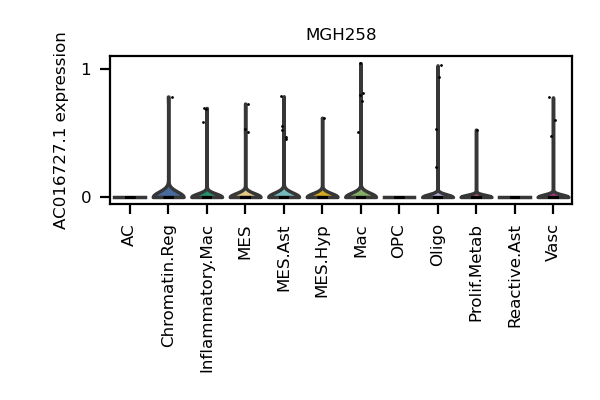 MGH258
AC016727.1 expression
1
0
AC
Chromatin.Reg
Inflammatory.Mac
MES
MES.Ast
MES.Hyp
Mac
OPC
Oligo
Prolif.Metab
Reactive.Ast
Vasc